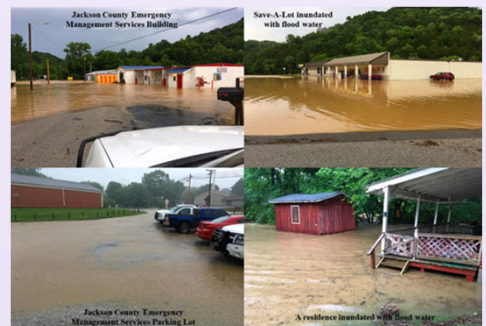 Jackson County Emergency
Management Services Building
Save-A-Lot inundated
with flood water
Jackson County Emergency
Management Services Parking Lot
A residence inundated with flood water